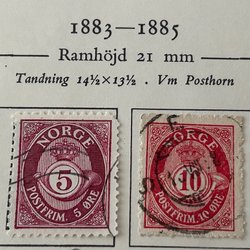 1883—1885
Ramhöjd 21 mm
Tandning 14½×13½ . Vm Posthorn
NORGE
5
POSTFRIM. 5 ØRE
NORGE
10
POSTFRIM. 10 ØRE